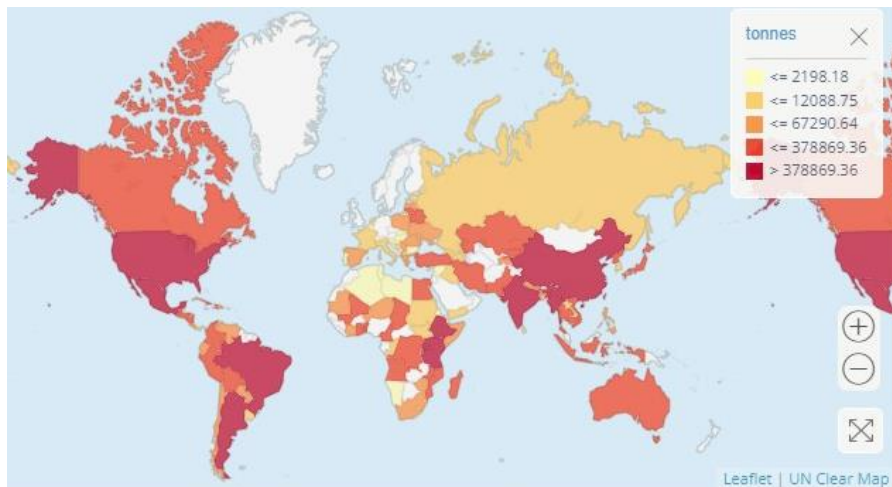 tonnes
<= 2198.18
<= 12088.75
<= 67290.64
<= 378869.36
> 378869.36
Leaflet | UN Clear Map